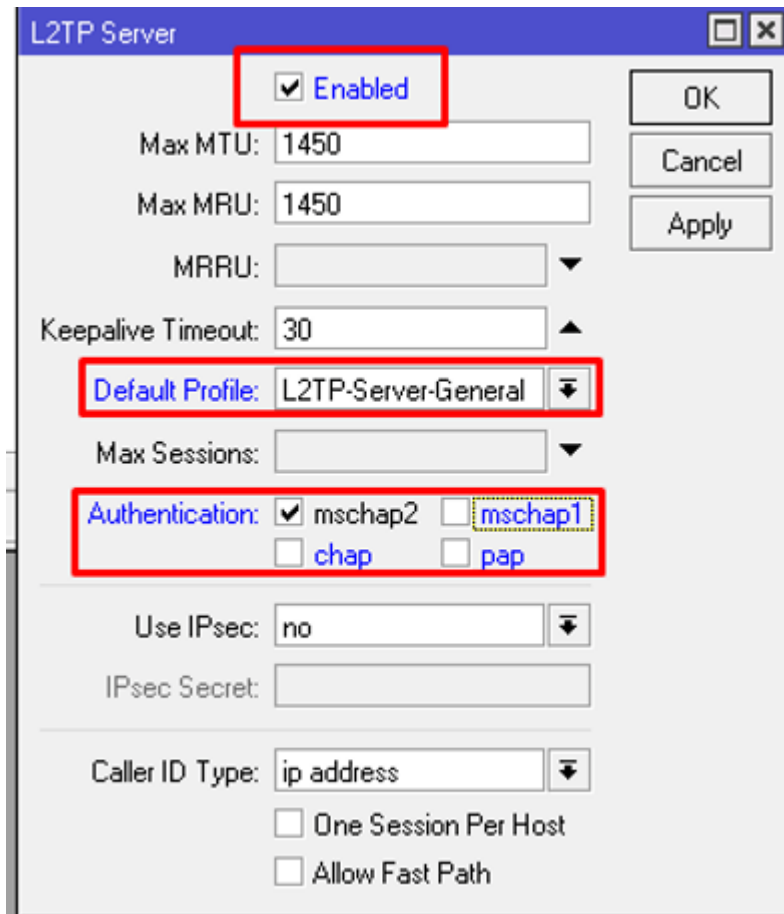 L2TP Server
Enabled
OK
Max MTU: 1450
Cancel
Max MRU: 1450
Apply
MRRU:
Keepalive Timeout: 30
Default Profile: L2TP-Server-General
Max Sessions:
Authentication: mschap2 mschap1
chap pap
Use IPsec: no
IPsec Secret:
Caller ID Type: ip address
One Session Per Host
Allow Fast Path